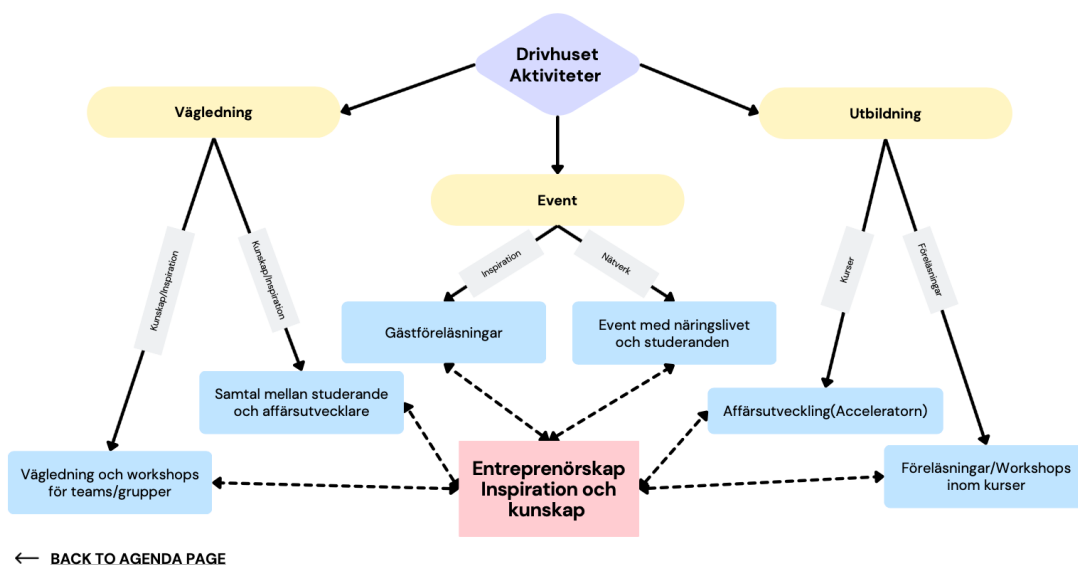 Drivhuset
Aktiviteter
Vägledning
Utbildning
Event
Kunskap/Inspiration
Kunskap/Inspiration
Inspiration
Nätverk
Kurser
Föreläsningar
Gästföreläsningar
Event med näringslivet
och studeranden
Samtal mellan studerande
och affärsutvecklare
Affärsutveckling(Acceleratorn)
Vägledning och workshops
för teams/grupper
Entreprenörskap
Inspiration och
kunskap
Föreläsningar/Workshops
inom kurser
BACK TO AGENDA PAGE